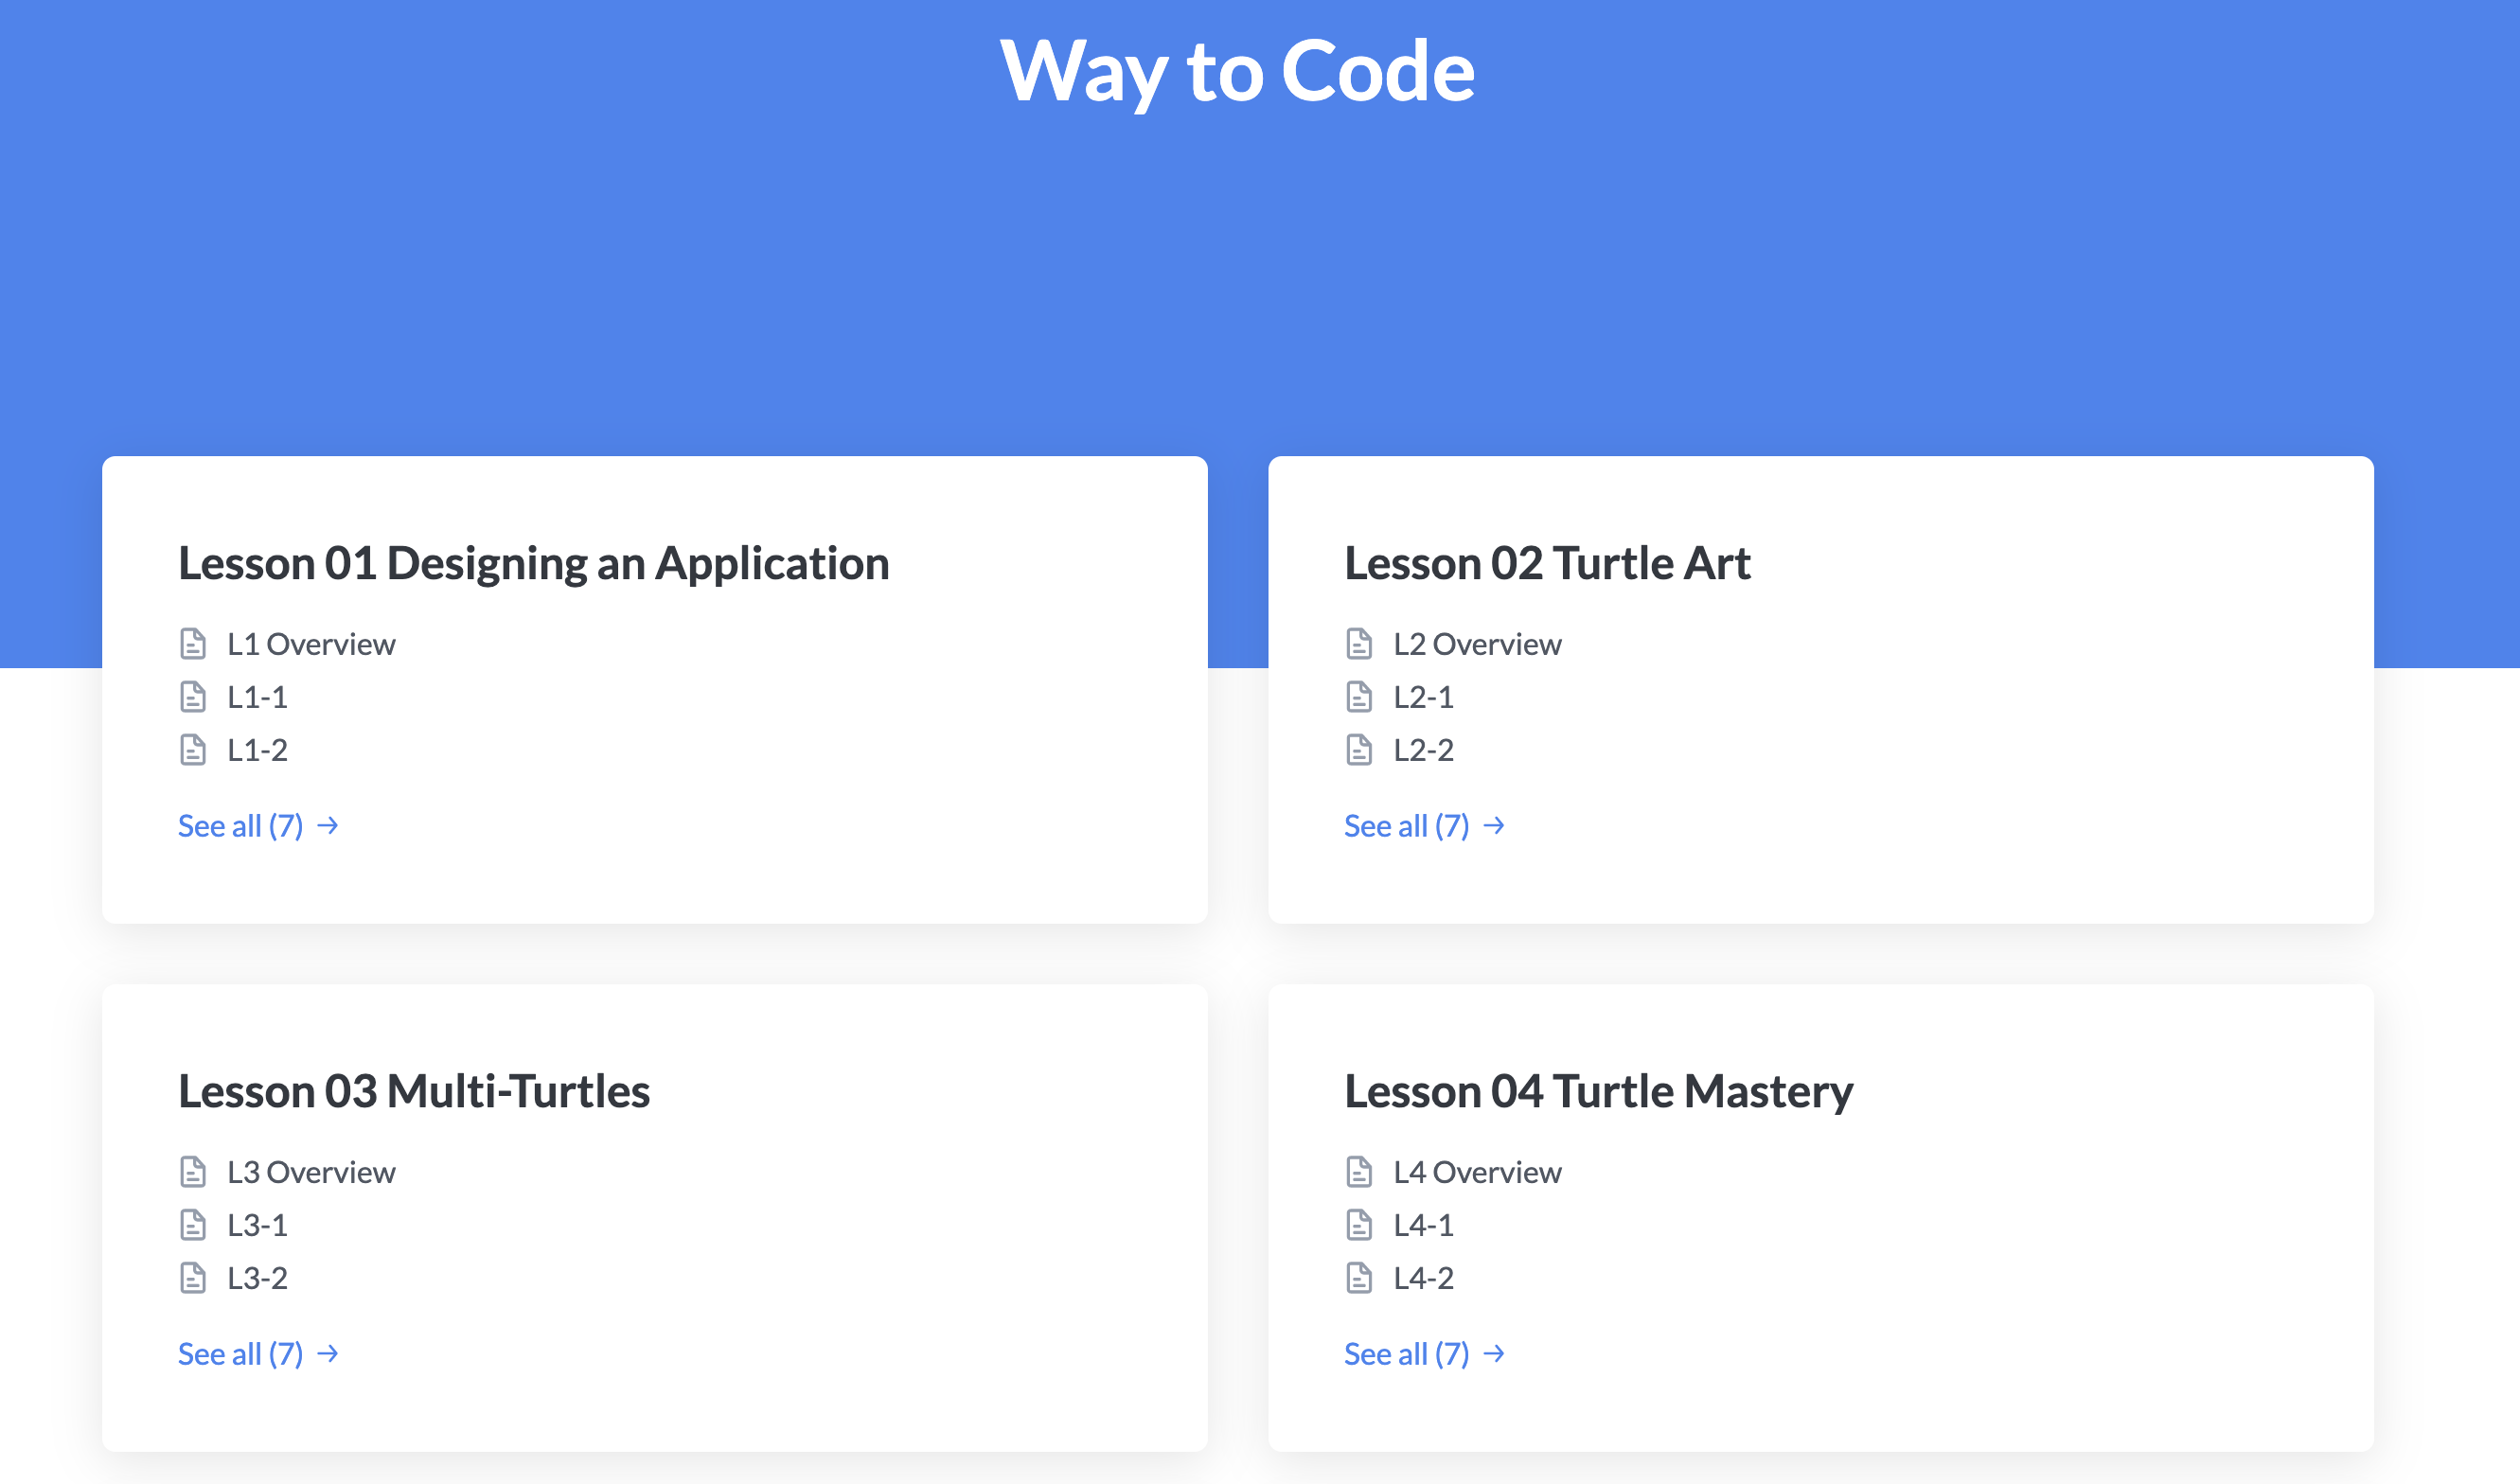 Way to Code
Lesson 01 Designing an Application
L1 Overview
L1-1
L1-2
See all (7) →
Lesson 02 Turtle Art
L2 Overview
L2-1
L2-2
See all (7) →
Lesson 03 Multi-Turtles
L3 Overview
L3-1
L3-2
See all (7) →
Lesson 04 Turtle Mastery
L4 Overview
L4-1
L4-2
See all (7) →